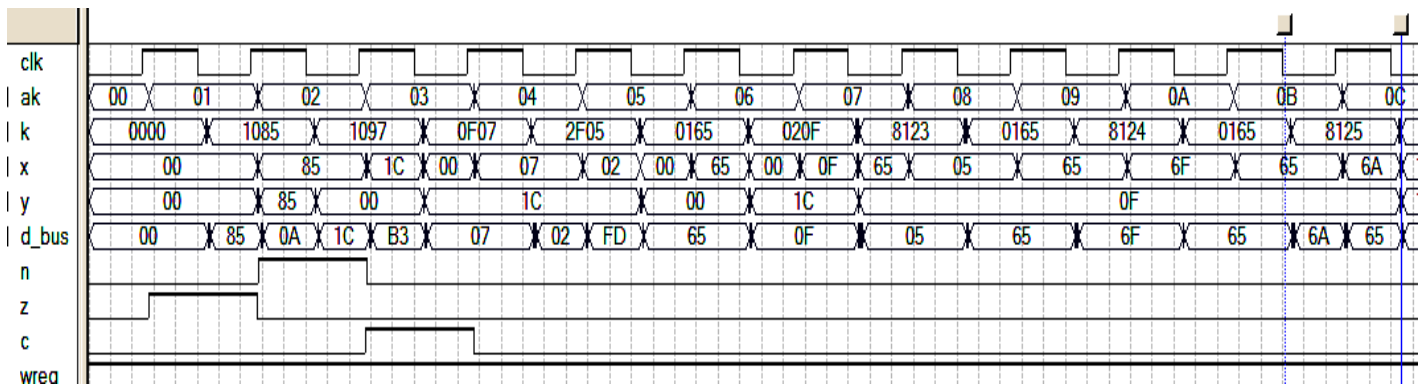 clk
ak 00 01 02 03 04 05 06 07 08 09 0A 0B 0C
k 0000 1085 1097 0F07 2F05 0165 020F 8123 0165 8124 0165 8125
x 00 85 1C 00 07 02 00 65 00 0F 65 05 65 6F 65 6A
y 00 85 00 1C 00 1C 0F
d_bus 00 85 0A 1C B3 07 02 FD 65 0F 05 65 6F 65 6A 65
n
z
c
wreg